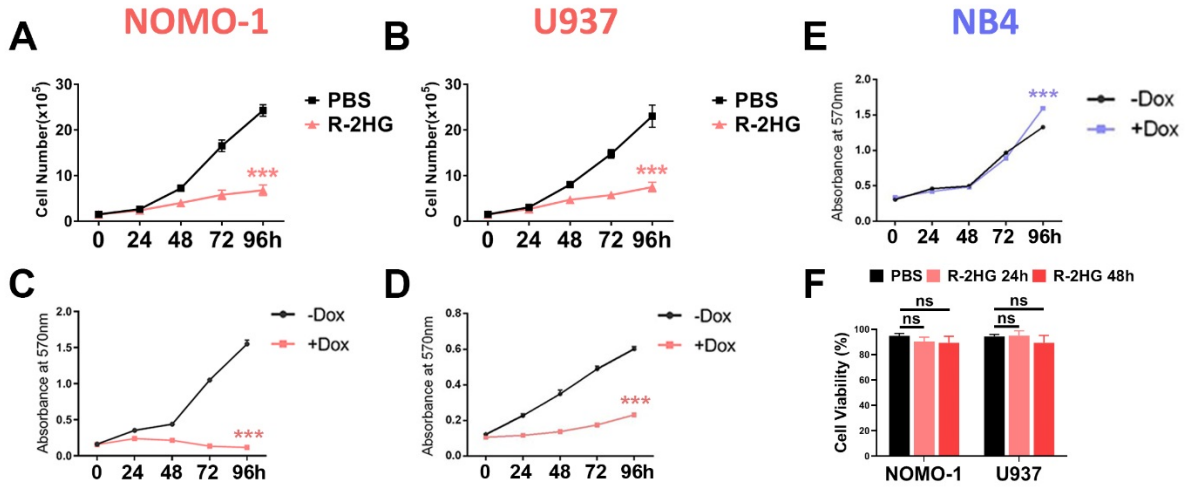 NOMO-1
U937
NB4
A
Cell Number(x10⁵)
30
20
10
0
0 24 48 72 96h
PBS
R-2HG
***
B
Cell Number(x10⁵)
30
20
10
0
0 24 48 72 96h
PBS
R-2HG
***
E
Absorbance at 570nm
2.0
1.5
1.0
0.5
0.0
0 24 48 72 96h
***
-Dox
+Dox
C
Absorbance at 570nm
2.0
1.5
1.0
0.5
0.0
0 24 48 72 96h
-Dox
+Dox
***
D
Absorbance at 570nm
0.8
0.6
0.4
0.2
0.0
0 24 48 72 96h
-Dox
+Dox
***
F
PBS R-2HG 24h R-2HG 48h
Cell Viability (%)
100
80
60
40
20
0
ns
ns
ns
ns
NOMO-1 U937